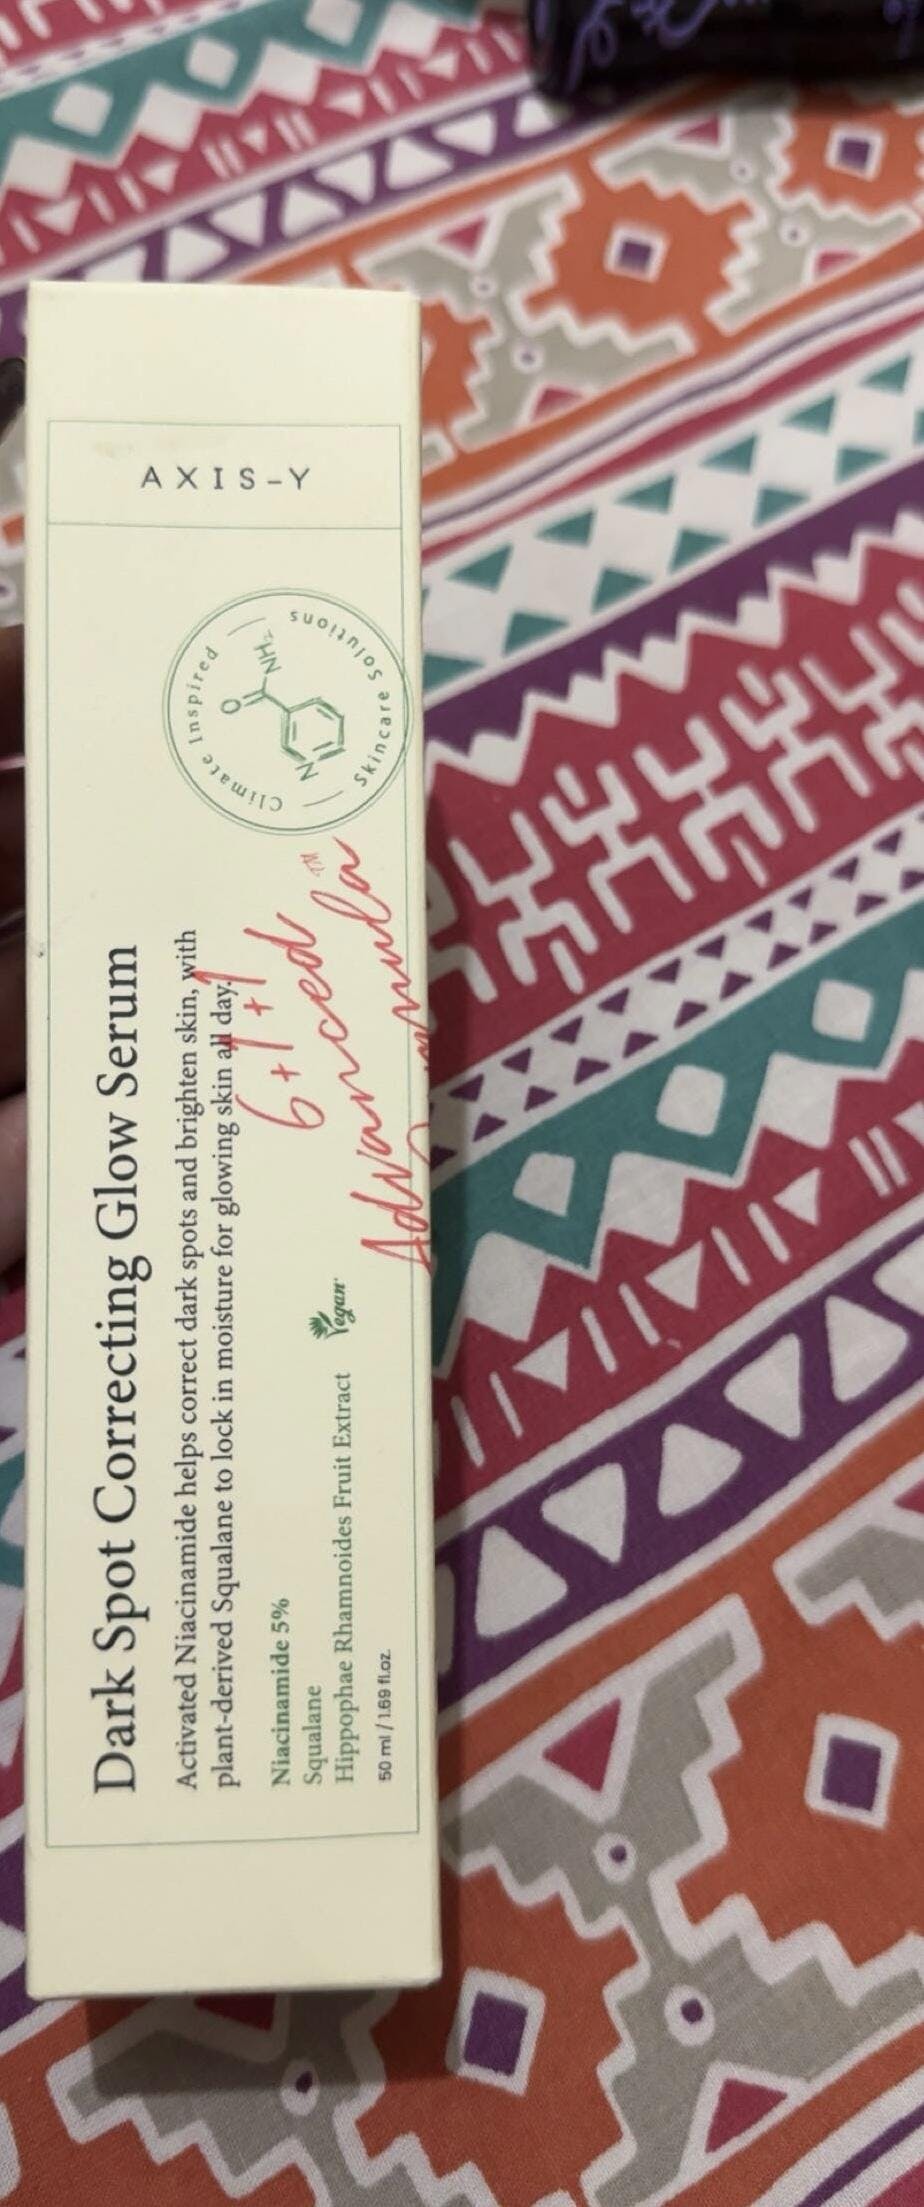 AXIS-Y
Climate Inspired
Skincare Solutions
O
NH₂
N
Dark Spot Correcting Glow Serum
Activated Niacinamide helps correct dark spots and brighten skin, with
plant-derived Squalane to lock in moisture for glowing skin all day.
6+1+1
Advanced
formula™
Niacinamide 5%
Squalane
Hippophae Rhamnoides Fruit Extract
Vegan
50 ml / 1.69 fl.oz.